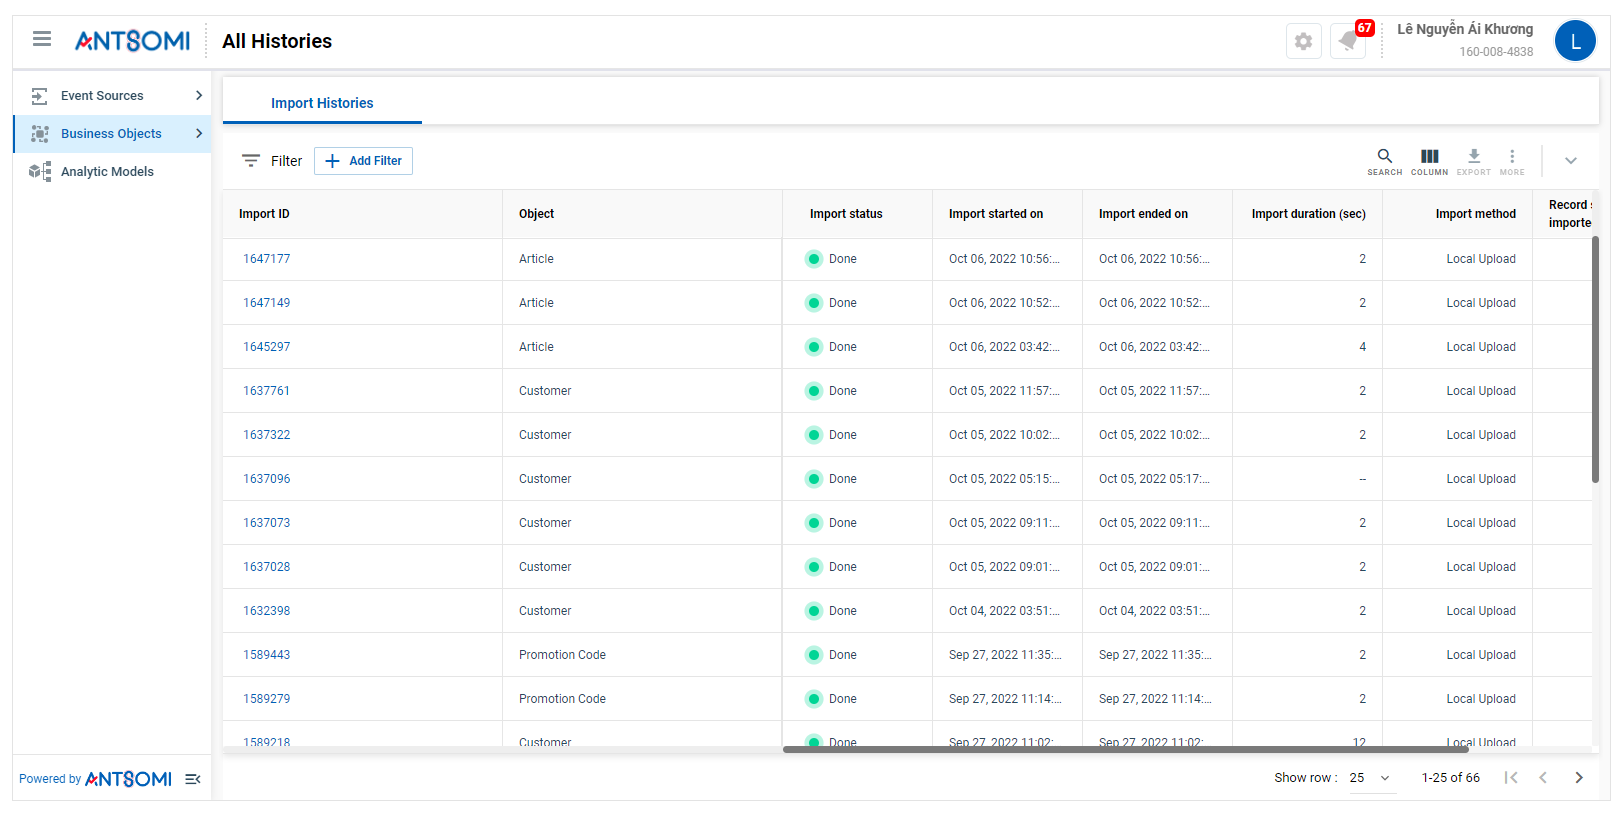 ANTSOMI
All Histories
67
Lê Nguyễn Ái Khương
160-008-4838
L
Event Sources
Business Objects
Analytic Models
Import Histories
Filter
Add Filter
SEARCH COLUMN EXPORT MORE
Import ID Object Import status Import started on Import ended on Import duration (sec) Import method Record
importe
1647177 Article Done Oct 06, 2022 10:56:... Oct 06, 2022 10:56:... 2 Local Upload
1647149 Article Done Oct 06, 2022 10:52:... Oct 06, 2022 10:52:... 2 Local Upload
1645297 Article Done Oct 06, 2022 03:42:... Oct 06, 2022 03:42:... 4 Local Upload
1637761 Customer Done Oct 05, 2022 11:57:... Oct 05, 2022 11:57:... 2 Local Upload
1637322 Customer Done Oct 05, 2022 10:02:... Oct 05, 2022 10:02:... 2 Local Upload
1637096 Customer Done Oct 05, 2022 05:15:... Oct 05, 2022 05:17:... -- Local Upload
1637073 Customer Done Oct 05, 2022 09:11:... Oct 05, 2022 09:11:... 2 Local Upload
1637028 Customer Done Oct 05, 2022 09:01:... Oct 05, 2022 09:01:... 2 Local Upload
1632398 Customer Done Oct 04, 2022 03:51:... Oct 04, 2022 03:51:... 2 Local Upload
1589443 Promotion Code Done Sep 27, 2022 11:35:... Sep 27, 2022 11:35:... 2 Local Upload
1589279 Promotion Code Done Sep 27, 2022 11:14:... Sep 27, 2022 11:14:... 2 Local Upload
1589218 Customer Done Sep 27, 2022 11:02: Sep 27, 2022 11:02: 12 Local Upload
Powered by ANTSOMI
Show row : 25 1-25 of 66